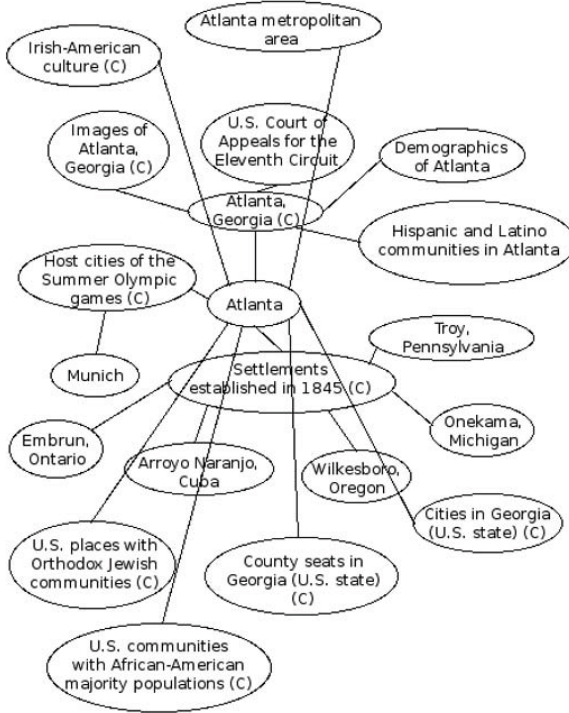 Atlanta metropolitan
area
Irish-American
culture (C)
Images of
Atlanta,
Georgia (C)
U.S. Court of
Appeals for the
Eleventh Circuit
Demographics
of Atlanta
Atlanta,
Georgia (C)
Hispanic and Latino
communities in Atlanta
Host cities of the
Summer Olympic
games (C)
Atlanta
Troy,
Pennsylvania
Munich
Settlements
established in 1845 (C)
Embrun,
Ontario
Onekama,
Michigan
Arroyo Naranjo,
Cuba
Wilkesboro,
Oregon
Cities in Georgia
(U.S. state) (C)
U.S. places with
Orthodox Jewish
communities (C)
County seats in
Georgia (U.S. state)
(C)
U.S. communities
with African-American
majority populations (C)